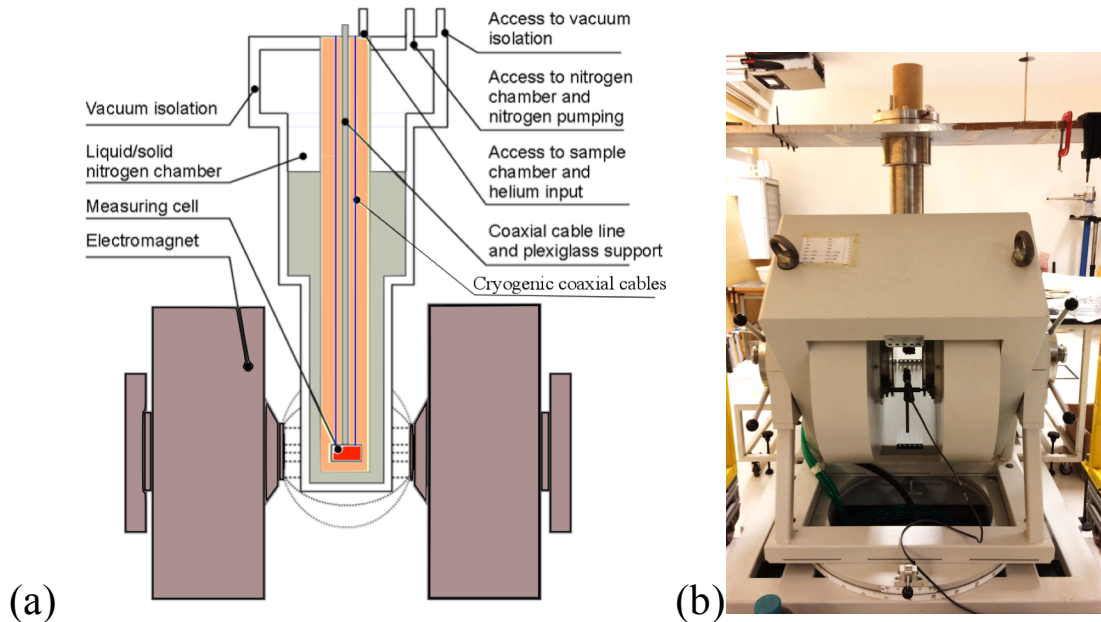 Vacuum isolation
Liquid/solid
nitrogen chamber
Measuring cell
Electromagnet
Access to vacuum
isolation
Access to nitrogen
chamber and
nitrogen pumping
Access to sample
chamber and
helium input
Coaxial cable line
and plexiglass support
Cryogenic coaxial cables
(a)
(b)